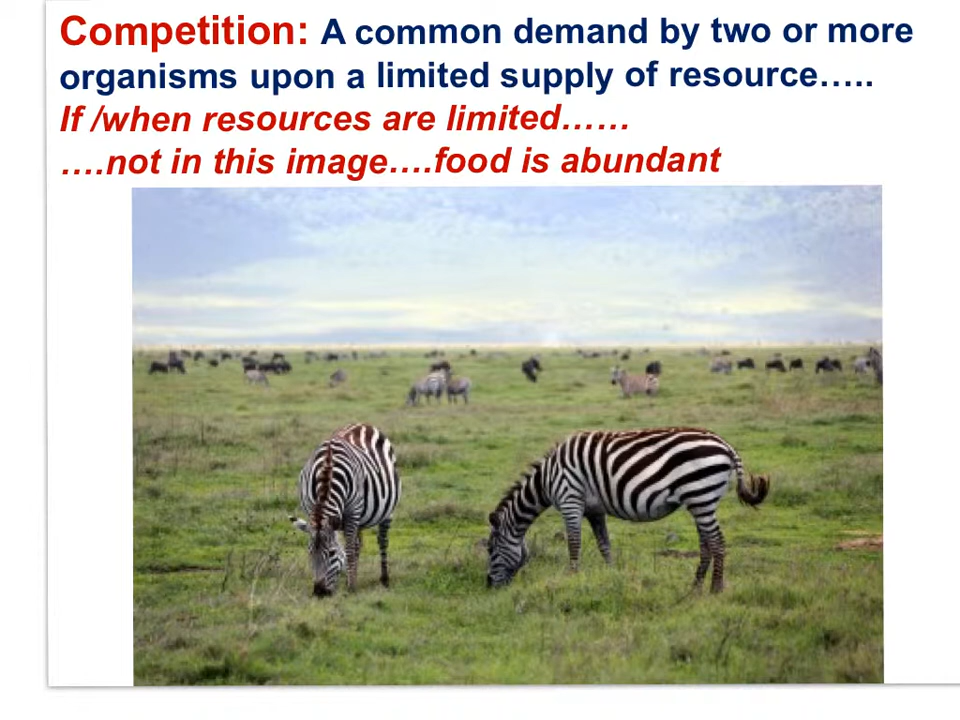 Competition: A common demand by two or more
organisms upon a limited supply of resource…..
If /when resources are limited……
….not in this image….food is abundant